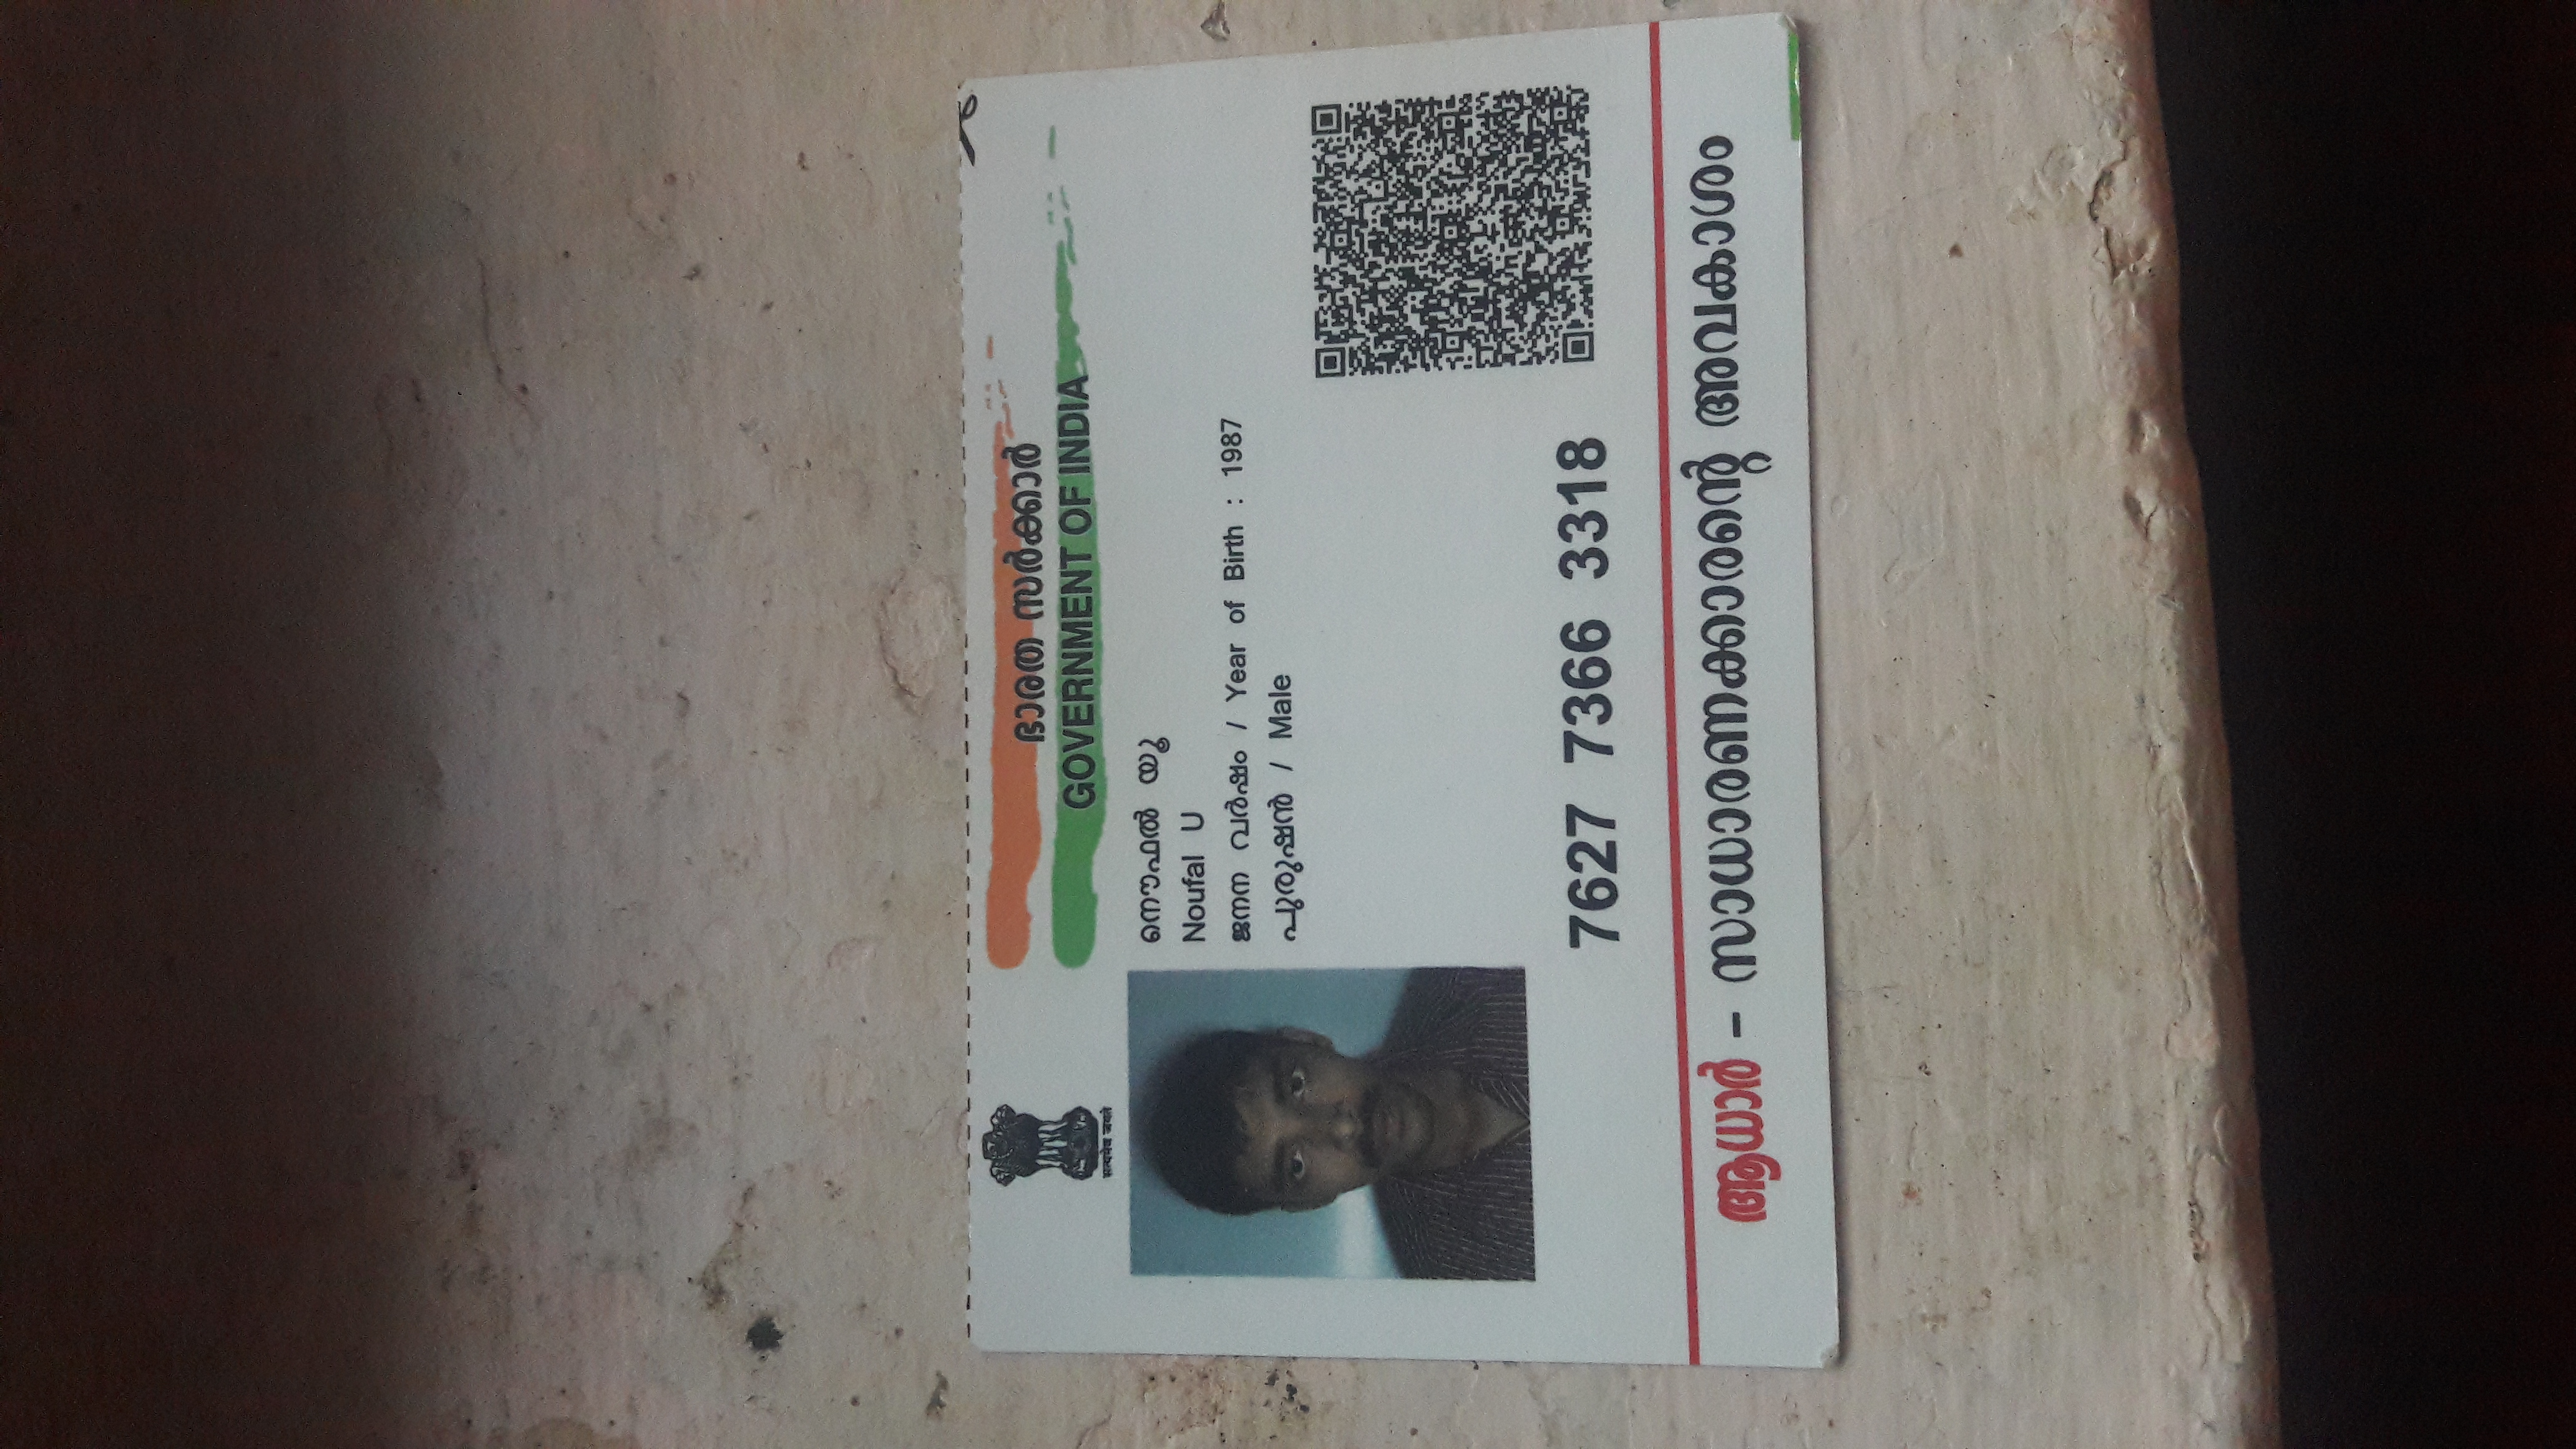 सत्यमेव जयते
ഭാരത സർക്കാർ
GOVERNMENT OF INDIA
നൌഫൽ യൂ
Noufal U
ജനന വർഷം / Year of Birth : 1987
പുരുഷൻ / Male
7627 7366 3318
ആധാർ - സാധാരണക്കാരന്റെ അവകാശം